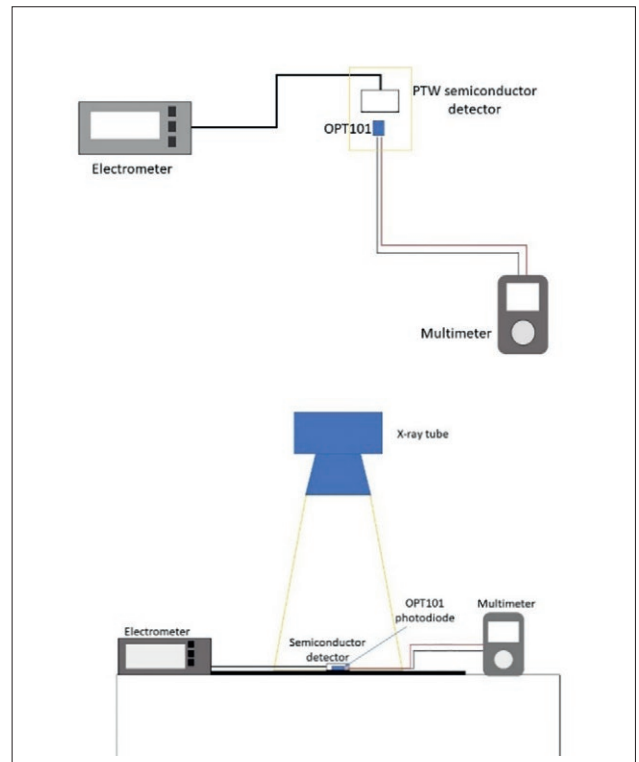 PTW semiconductor
detector
OPT101
Electrometer
Multimeter
X-ray tube
OPT101
photodiode
Multimeter
Electrometer
Semiconductor
detector